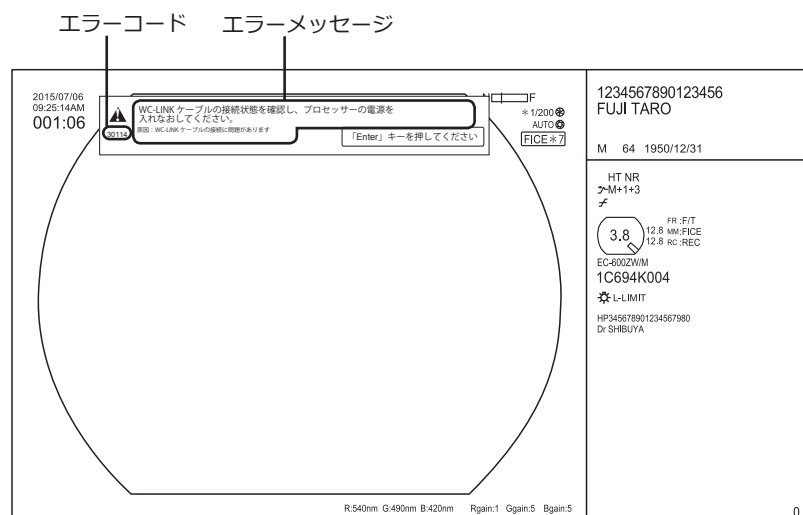 エラーコード エラーメッセージ
2015/07/06
09:25:14AM
001:06
WC-LINK ケーブルの接続状態を確認し、プロセッサーの電源を
入れなおしてください。
30114
原因：WC-LINK ケーブルの接続に問題があります
「Enter」キーを押してください
F
＊1/200
AUTO
FICE＊7
1234567890123456
FUJI TARO
M 64 1950/12/31
HT NR
M+1+3
3.8
12.8
12.8
FR :F/T
MM:FICE
RC :REC
EC-600ZW/M
1C694K004
L-LIMIT
HP345678901234567980
Dr SHIBUYA
R:540nm G:490nm B:420nm Rgain:1 Ggain:5 Bgain:5
0